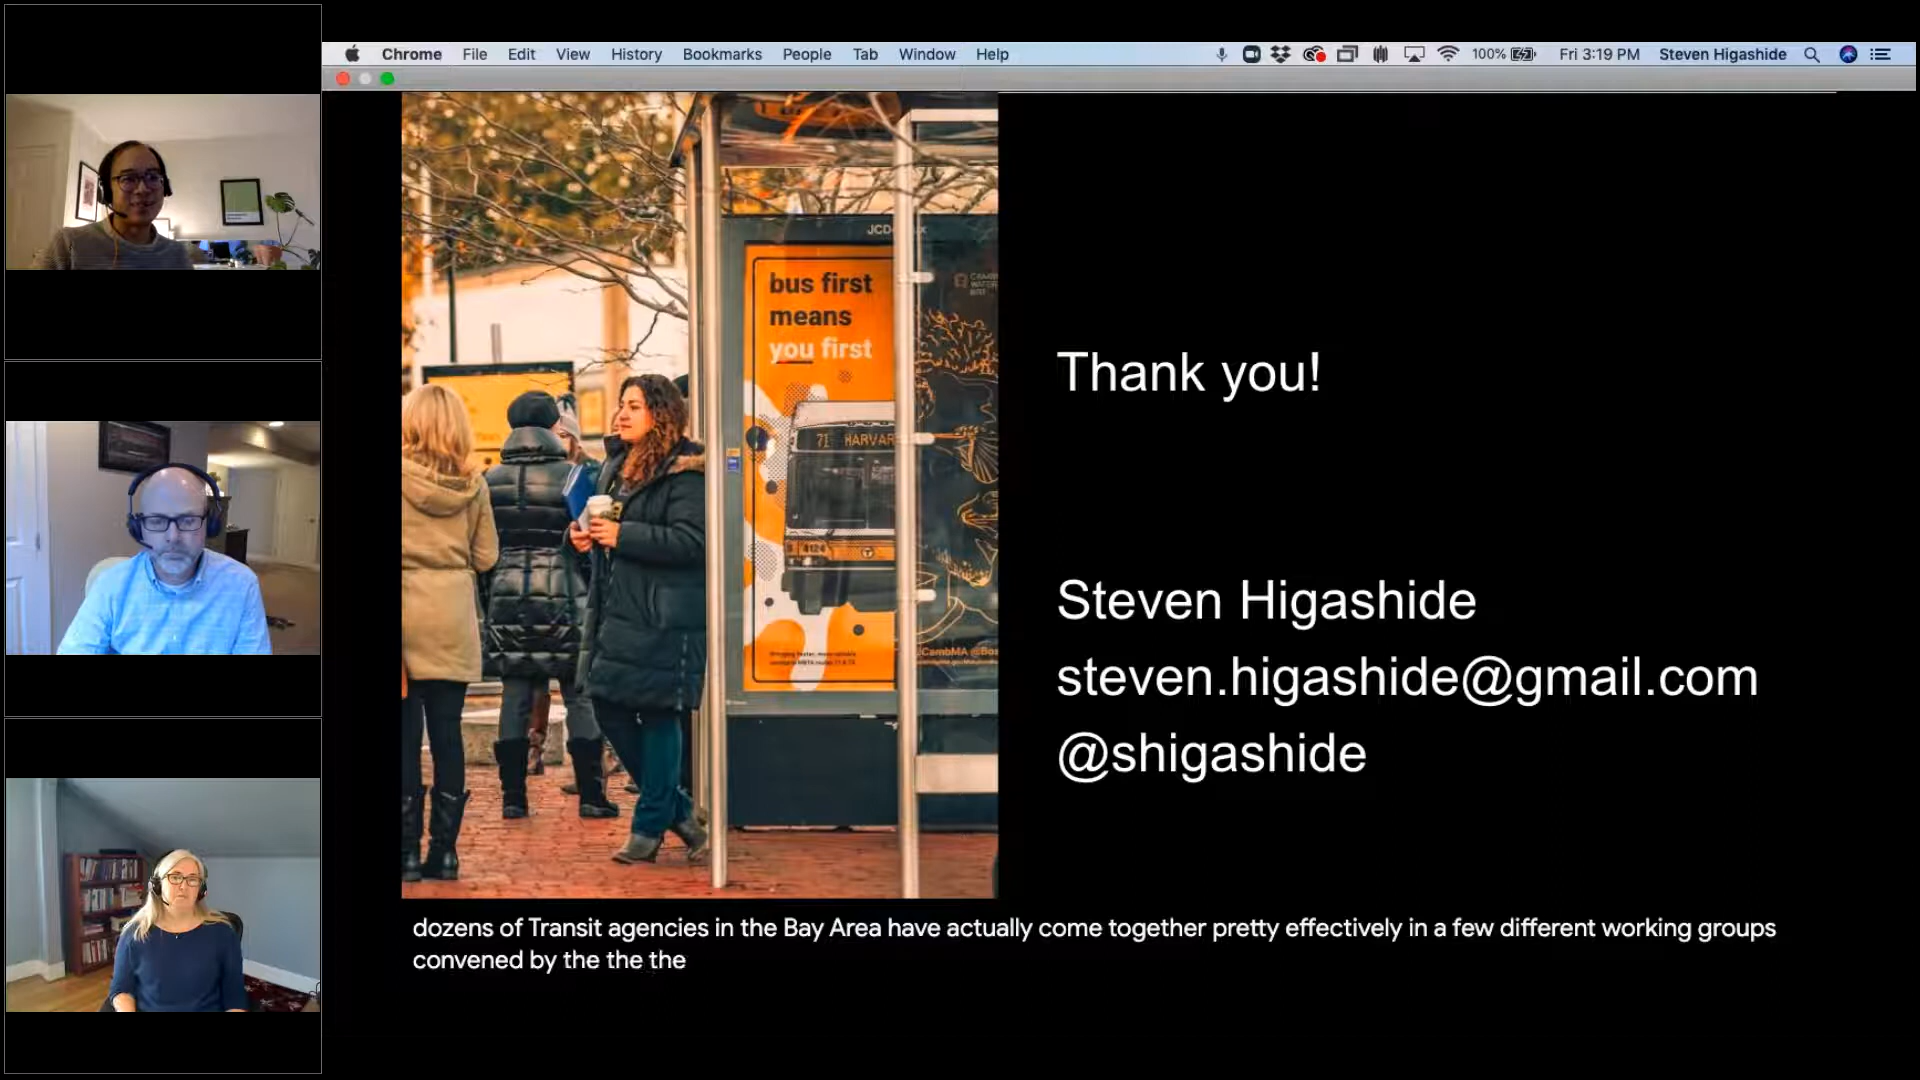 Chrome File Edit View History Bookmarks People Tab Window Help 100% Fri 3:19 PM Steven Higashide
bus first
means
you first
71 HARVAR
4124
CambMA @Bos
Thank you!
Steven Higashide
steven.higashide@gmail.com
@shigashide
dozens of Transit agencies in the Bay Area have actually come together pretty effectively in a few different working groups
convened by the the the